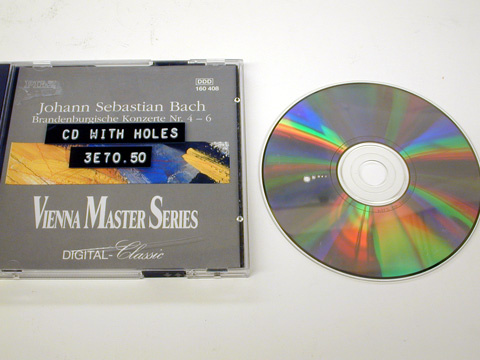 DDD
160 408
Johann Sebastian Bach
Brandenburgische Konzerte Nr. 4 – 6
CD WITH HOLES
3E70.50
VIENNA MASTER SERIES
DIGITAL-Classic